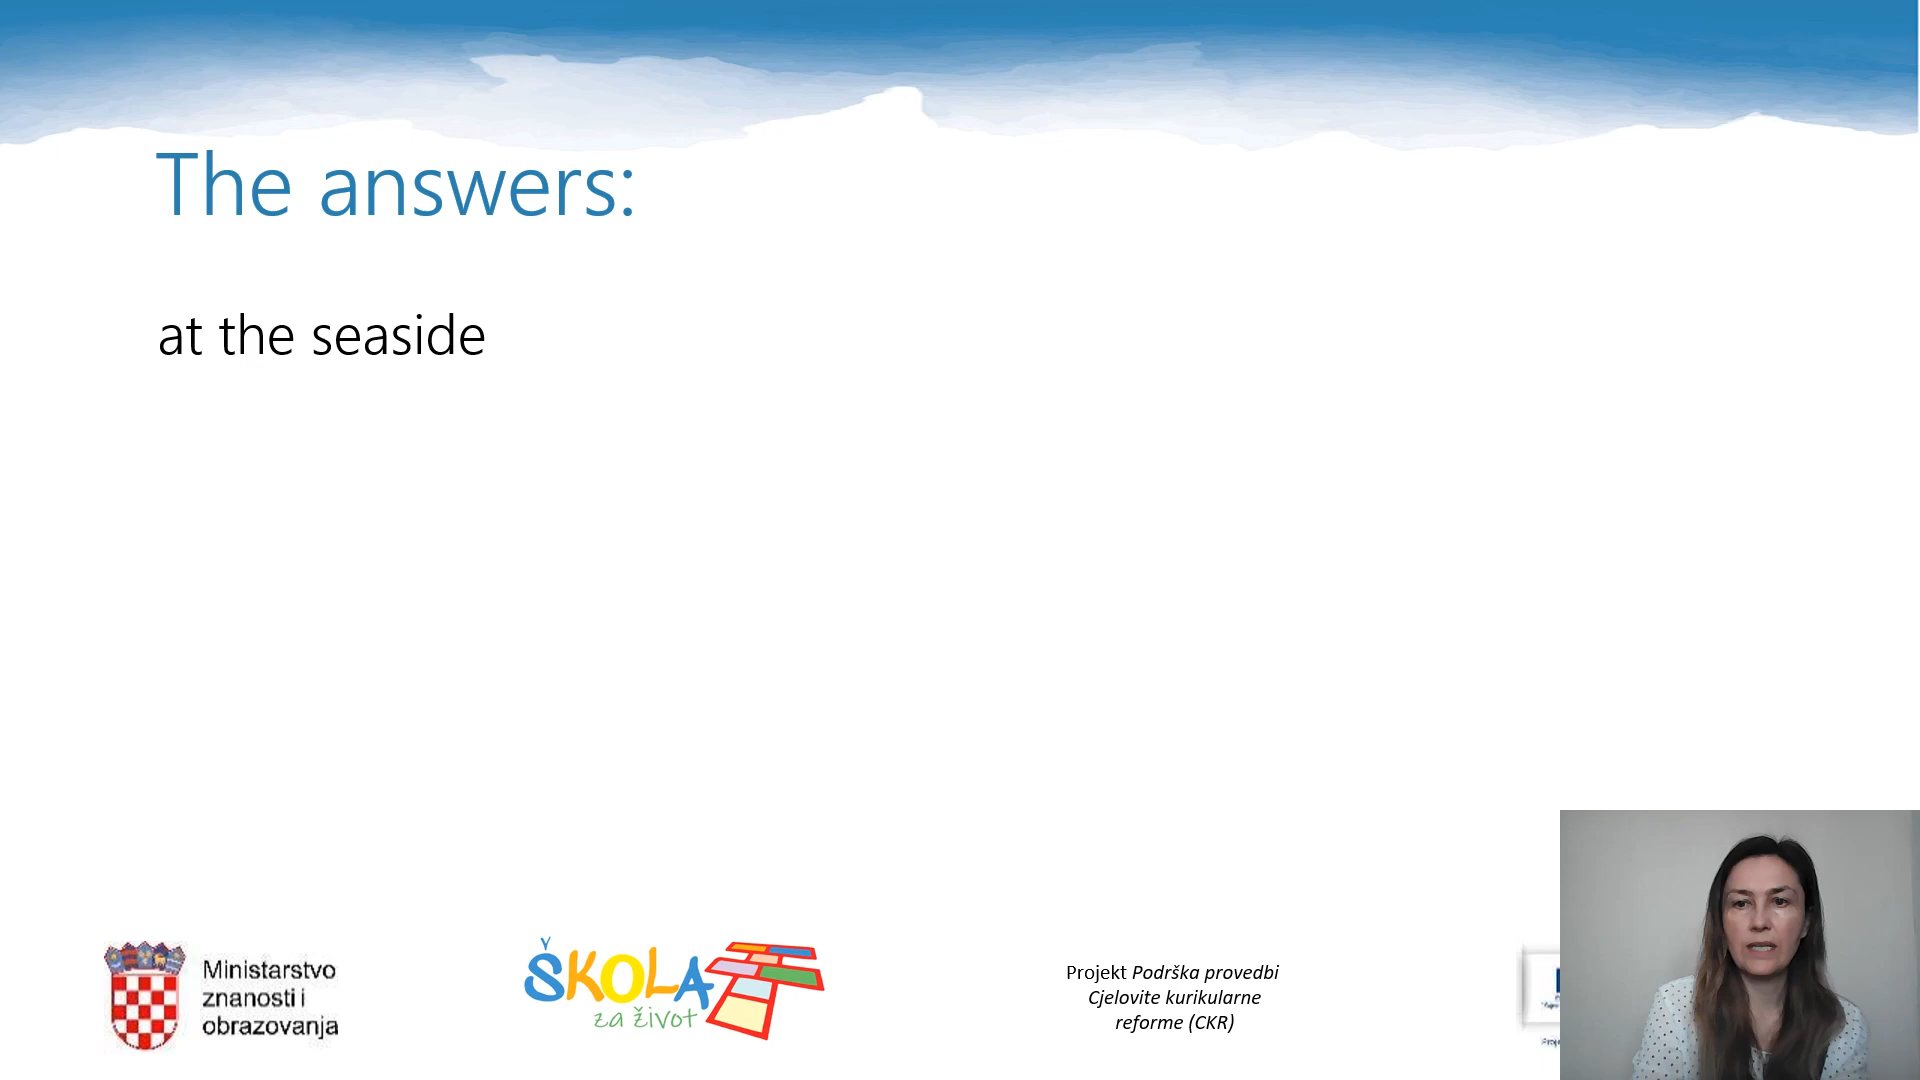 The answers:
at the seaside
Ministarstvo
znanosti i
obrazovanja
ŠKOLA
za život
Projekt Podrška provedbi
Cjelovite kurikularne
reforme (CKR)